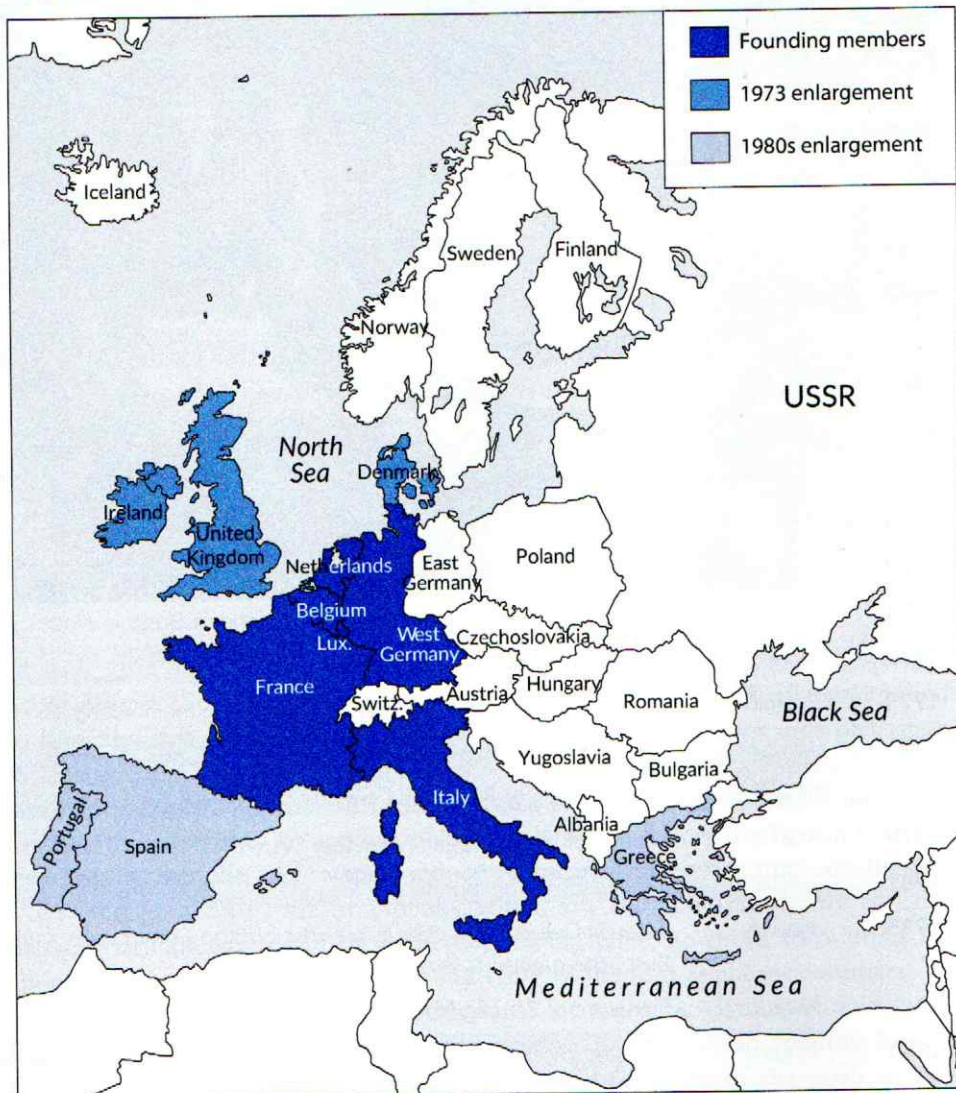 Founding members
1973 enlargement
1980s enlargement
Iceland
Sweden
Finland
Norway
USSR
North
Sea
Denmark
Ireland
United
Kingdom
Netherlands
East
Germany
Poland
Belgium
Lux.
West
Germany
Czechoslovakia
France
Switz.
Austria
Hungary
Romania
Black Sea
Yugoslavia
Bulgaria
Italy
Albania
Portugal
Spain
Greece
Mediterranean Sea